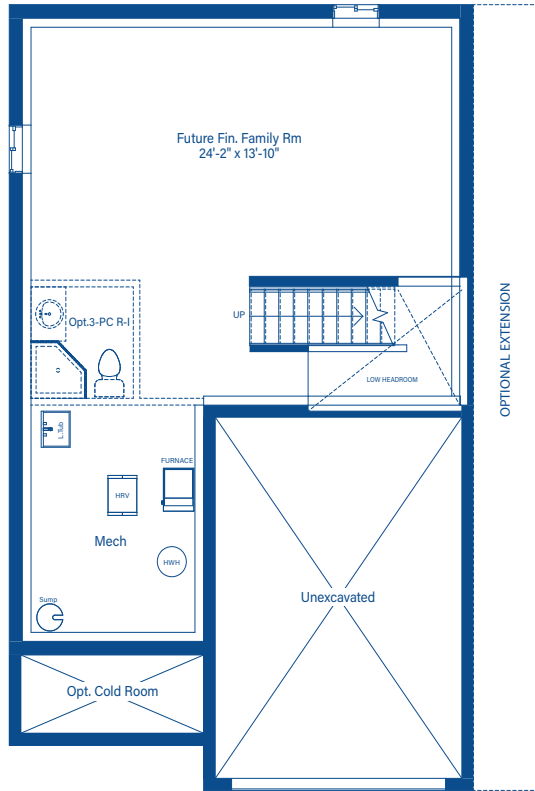 Future Fin. Family Rm
24'-2" x 13'-10"
OPTIONAL EXTENSION
Opt.3-PC R-I
UP
LOW HEADROOM
L.Tub
FURNACE
HRV
Mech
HWH
Sump
Unexcavated
Opt. Cold Room